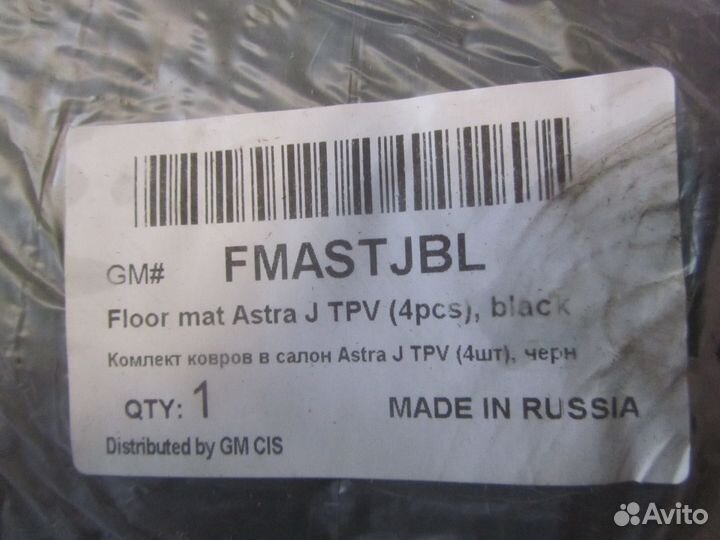 GM# FMASTJBL
Floor mat Astra J TPV (4pcs), black
Комлект ковров в салон Astra J TPV (4шт), черн
QTY: 1 MADE IN RUSSIA
Distributed by GM CIS
Avito